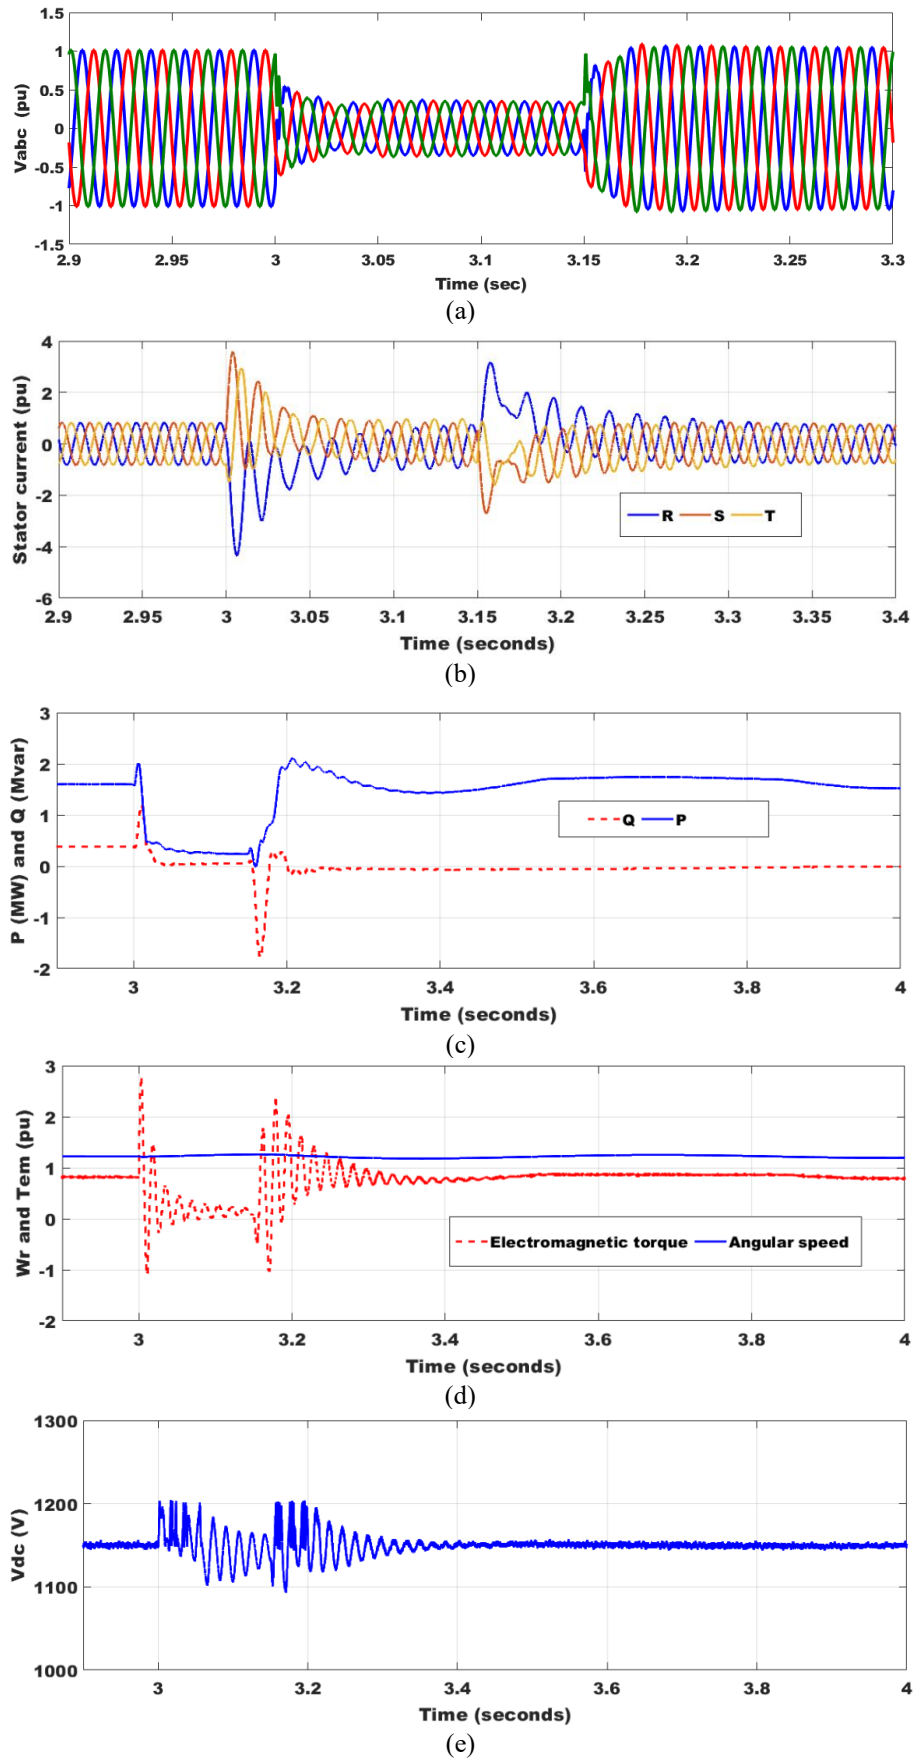 1.5
1
0.5
0
-0.5
-1
-1.5
Vabc (pu)
2.9 2.95 3 3.05 3.1 3.15 3.2 3.25 3.3
Time (sec)
(a)
4
2
0
-2
-4
-6
Stator current (pu)
R S T
2.9 2.95 3 3.05 3.1 3.15 3.2 3.25 3.3 3.35 3.4
Time (seconds)
(b)
3
2
1
0
-1
-2
P (MW) and Q (Mvar)
Q P
3 3.2 3.4 3.6 3.8 4
Time (seconds)
(c)
3
2
1
0
-1
-2
Wr and Tem (pu)
Electromagnetic torque Angular speed
3 3.2 3.4 3.6 3.8 4
Time (seconds)
(d)
1300
1200
1100
1000
Vdc (V)
3 3.2 3.4 3.6 3.8 4
Time (seconds)
(e)